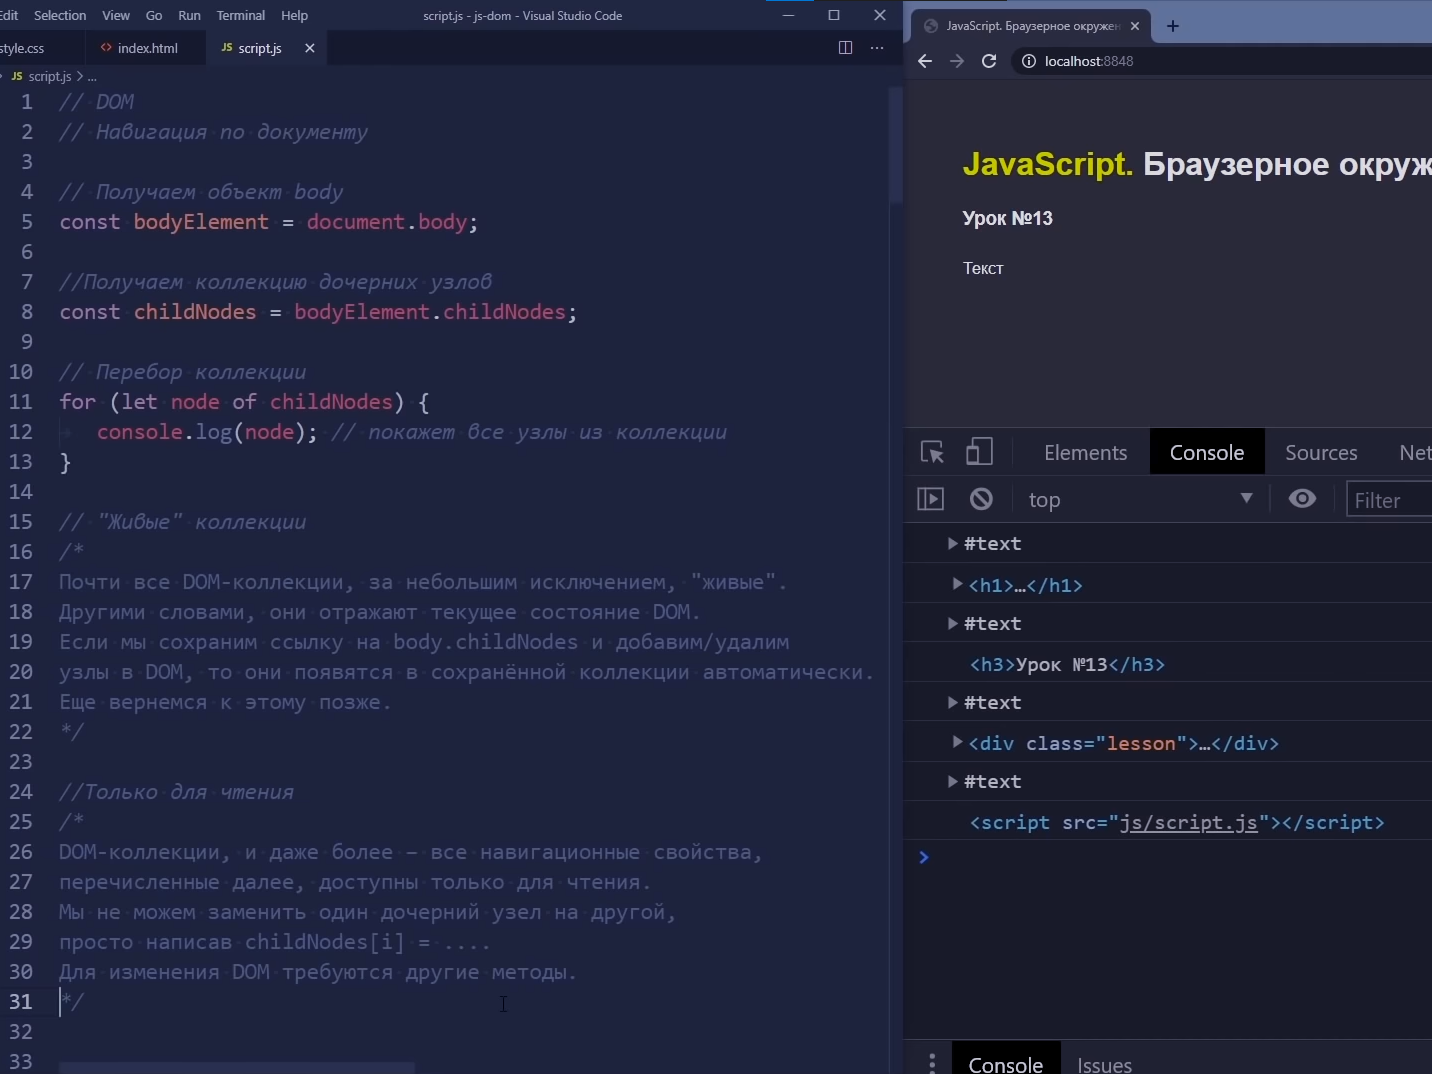 Edit Selection View Go Run Terminal Help script.js - js-dom - Visual Studio Code
style.css index.html JS script.js
JS script.js > ...
1 // DOM
2 // Навигация по документу
3
4 // Получаем объект body
5 const bodyElement = document.body;
6
7 //Получаем коллекцию дочерних узлов
8 const childNodes = bodyElement.childNodes;
9
10 // Перебор коллекции
11 for (let node of childNodes) {
12 console.log(node); // покажет все узлы из коллекции
13 }
14
15 // "Живые" коллекции
16 /*
17 Почти все DOM-коллекции, за небольшим исключением, "живые".
18 Другими словами, они отражают текущее состояние DOM.
19 Если мы сохраним ссылку на body.childNodes и добавим/удалим
20 узлы в DOM, то они появятся в сохранённой коллекции автоматически.
21 Еще вернемся к этому позже.
22 */
23
24 //Только для чтения
25 /*
26 DOM-коллекции, и даже более – все навигационные свойства,
27 перечисленные далее, доступны только для чтения.
28 Мы не можем заменить один дочерний узел на другой,
29 просто написав childNodes[i] = ....
30 Для изменения DOM требуются другие методы.
31 */
32
33
JavaScript. Браузерное окружен
localhost:8848
JavaScript. Браузерное окруж
Урок №13
Текст
Elements Console Sources Net
top Filter
#text
<h1>…</h1>
#text
<h3>Урок №13</h3>
#text
<div class="lesson">…</div>
#text
<script src="js/script.js"></script>
>
Console Issues